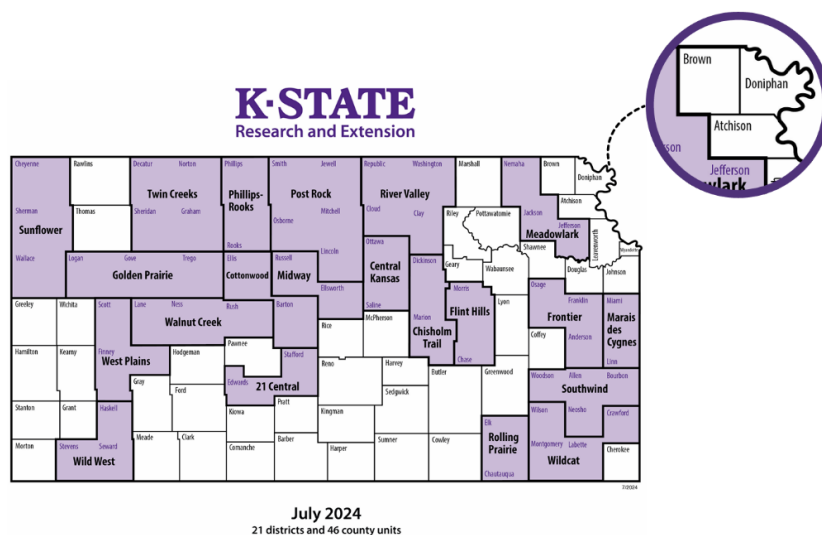 K·STATE
Research and Extension
Brown
Doniphan
Atchison
Jefferson
Cheyenne
Rawlins
Decatur
Norton
Phillips
Smith
Jewell
Republic
Washington
Marshall
Nemaha
Brown
Doniphan
Twin Creeks
Phillips-
Rooks
Post Rock
River Valley
Atchison
Sherman
Thomas
Sheridan
Graham
Osborne
Mitchell
Cloud
Clay
Riley
Pottawatomie
Jackson
Jefferson
Leavenworth
Sunflower
Rooks
Meadowlark
Wallace
Logan
Gove
Trego
Ellis
Russell
Lincoln
Ottawa
Dickinson
Geary
Wabaunsee
Shawnee
Douglas
Johnson
Golden Prairie
Cottonwood
Midway
Central
Kansas
Ellsworth
Saline
Morris
Osage
Franklin
Miami
Greeley
Wichita
Scott
Lane
Ness
Rush
Barton
Rice
McPherson
Marion
Chisholm
Trail
Flint Hills
Chase
Lyon
Frontier
Marais
des
Cygnes
Coffey
Anderson
Linn
Walnut Creek
Hamilton
Kearny
Finney
West Plains
Hodgeman
Pawnee
Stafford
Edwards
21 Central
Reno
Harvey
Sedgwick
Butler
Greenwood
Woodson
Allen
Bourbon
Southwind
Gray
Ford
Stanton
Grant
Haskell
Kiowa
Pratt
Kingman
Wilson
Neosho
Crawford
Morton
Stevens
Seward
Wild West
Meade
Clark
Comanche
Barber
Harper
Sumner
Cowley
Elk
Rolling
Prairie
Chautauqua
Montgomery
Labette
Wildcat
Cherokee
7/2024
July 2024
21 districts and 46 county units